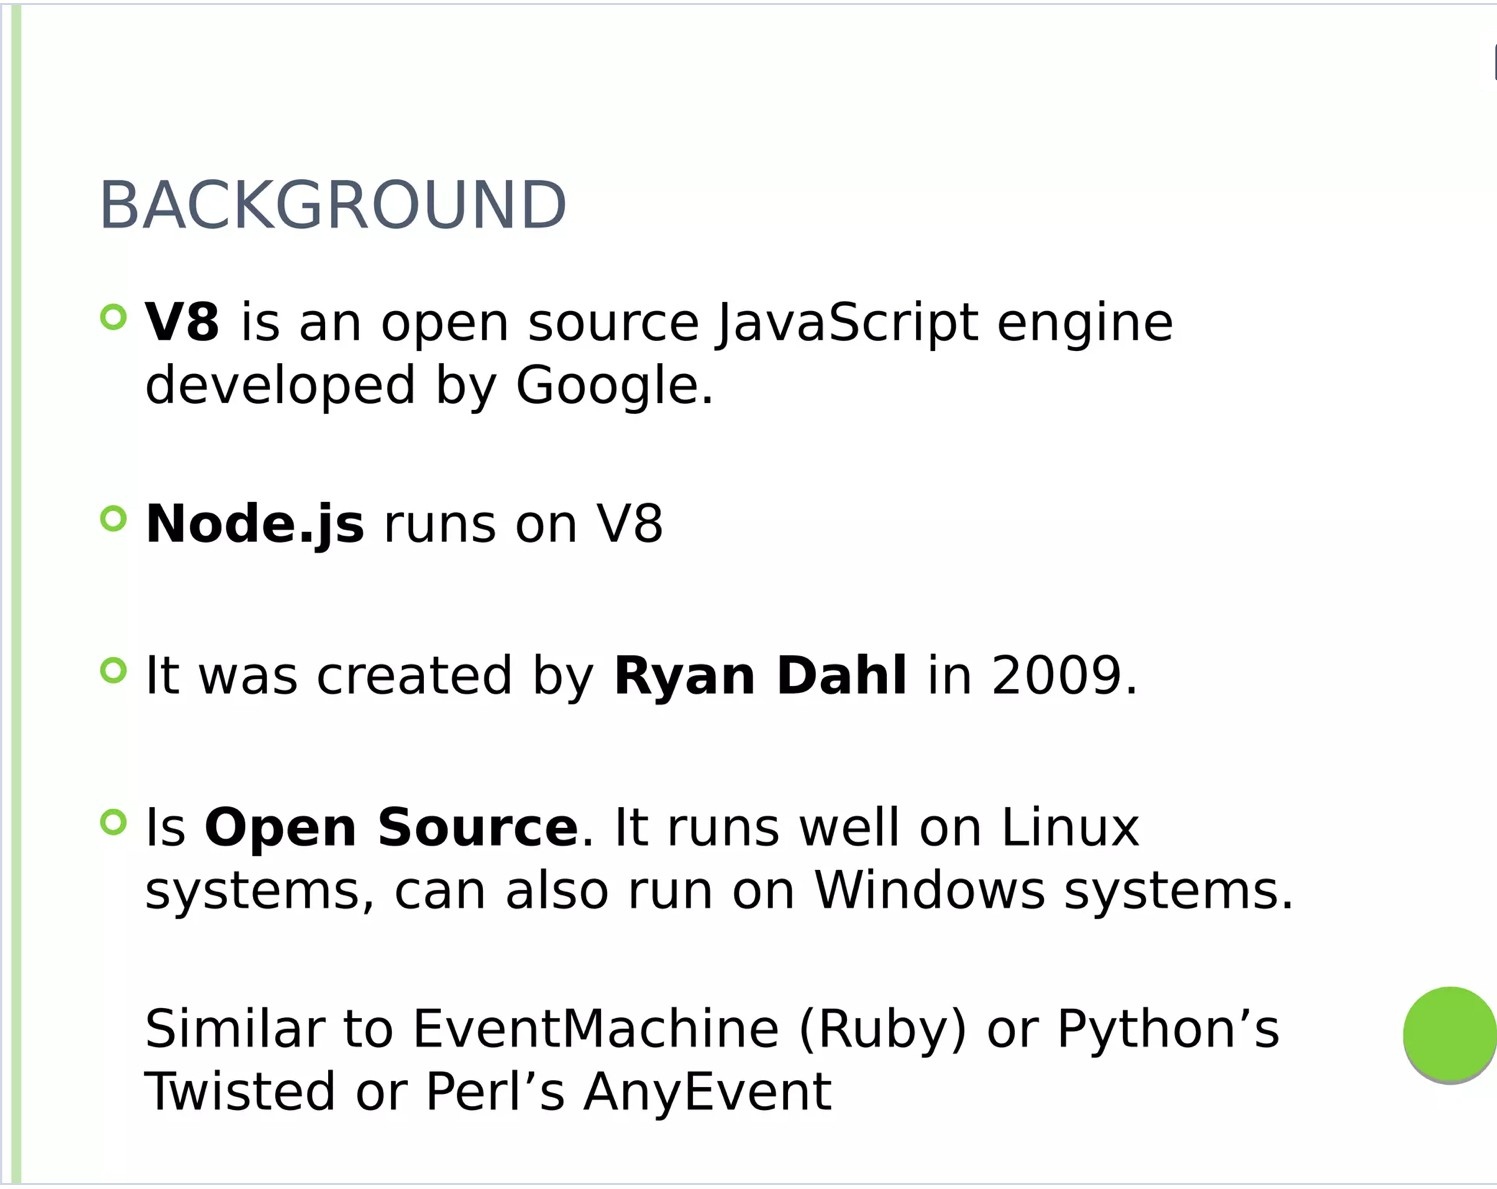 BACKGROUND
V8 is an open source JavaScript engine
developed by Google.
Node.js runs on V8
It was created by Ryan Dahl in 2009.
Is Open Source. It runs well on Linux
systems, can also run on Windows systems.
Similar to EventMachine (Ruby) or Python’s
Twisted or Perl’s AnyEvent